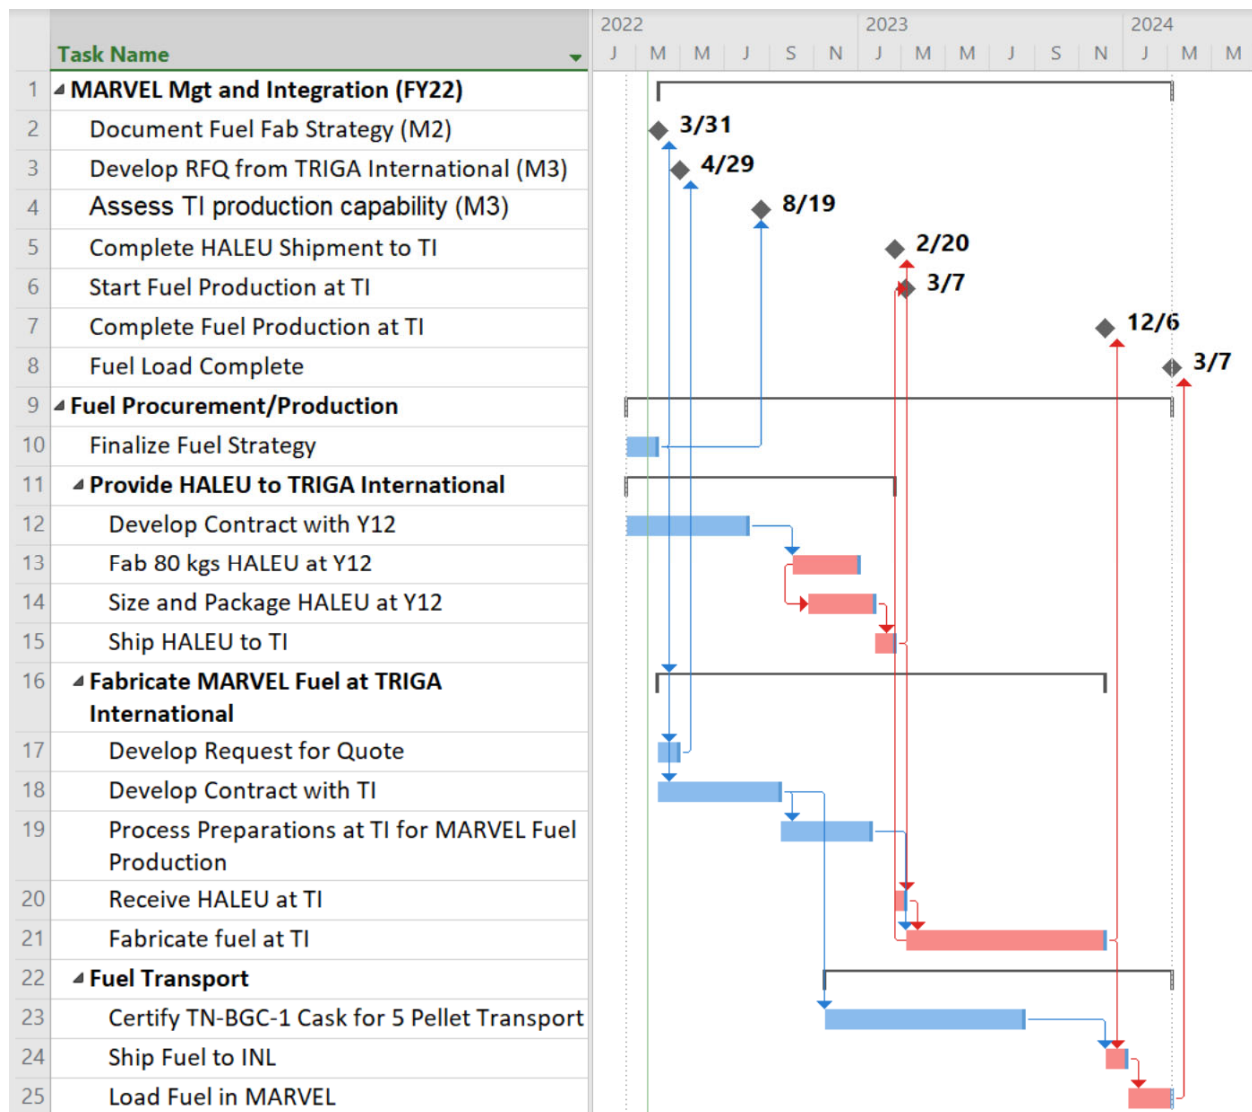 2022 2023 2024
Task Name J M M J S N J M M J S N J M M
1 MARVEL Mgt and Integration (FY22)
2 Document Fuel Fab Strategy (M2) 3/31
3 Develop RFQ from TRIGA International (M3) 4/29
4 Assess TI production capability (M3) 8/19
5 Complete HALEU Shipment to TI 2/20
6 Start Fuel Production at TI 3/7
7 Complete Fuel Production at TI 12/6
8 Fuel Load Complete 3/7
9 Fuel Procurement/Production
10 Finalize Fuel Strategy
11 Provide HALEU to TRIGA International
12 Develop Contract with Y12
13 Fab 80 kgs HALEU at Y12
14 Size and Package HALEU at Y12
15 Ship HALEU to TI
16 Fabricate MARVEL Fuel at TRIGA
International
17 Develop Request for Quote
18 Develop Contract with TI
19 Process Preparations at TI for MARVEL Fuel
Production
20 Receive HALEU at TI
21 Fabricate fuel at TI
22 Fuel Transport
23 Certify TN-BGC-1 Cask for 5 Pellet Transport
24 Ship Fuel to INL
25 Load Fuel in MARVEL